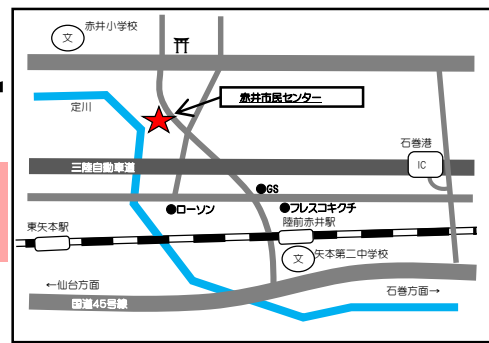 赤井小学校
文
赤井市民センター
定川
石巻港
IC
三陸自動車道
●GS
●ローソン
●フレスコキクチ
陸前赤井駅
東矢本駅
文
矢本第二中学校
←仙台方面
石巻方面→
国道45号線